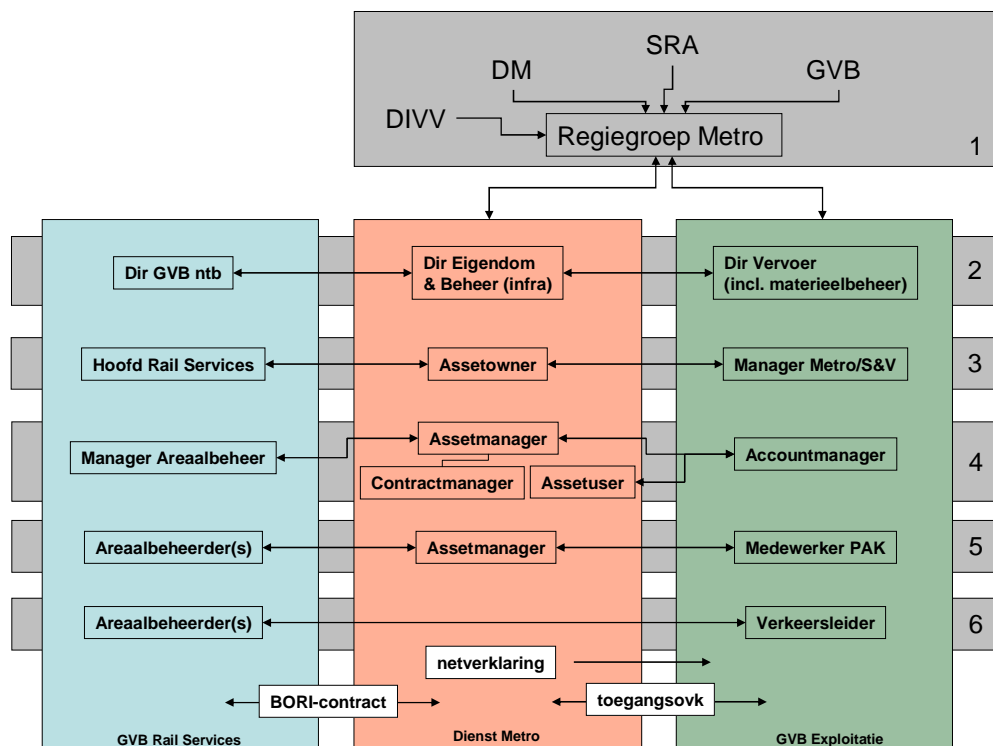 SRA
DM
GVB
DIVV
Regiegroep Metro
1
Dir GVB ntb
Dir Eigendom
& Beheer (infra)
Dir Vervoer
(incl. materieelbeheer)
2
Hoofd Rail Services
Assetowner
Manager Metro/S&V
3
Assetmanager
Manager Areaalbeheer
Accountmanager
4
Contractmanager
Assetuser
Areaalbeheerder(s)
Assetmanager
Medewerker PAK
5
Areaalbeheerder(s)
Verkeersleider
6
netverklaring
BORI-contract
toegangsovk
GVB Rail Services
Dienst Metro
GVB Exploitatie